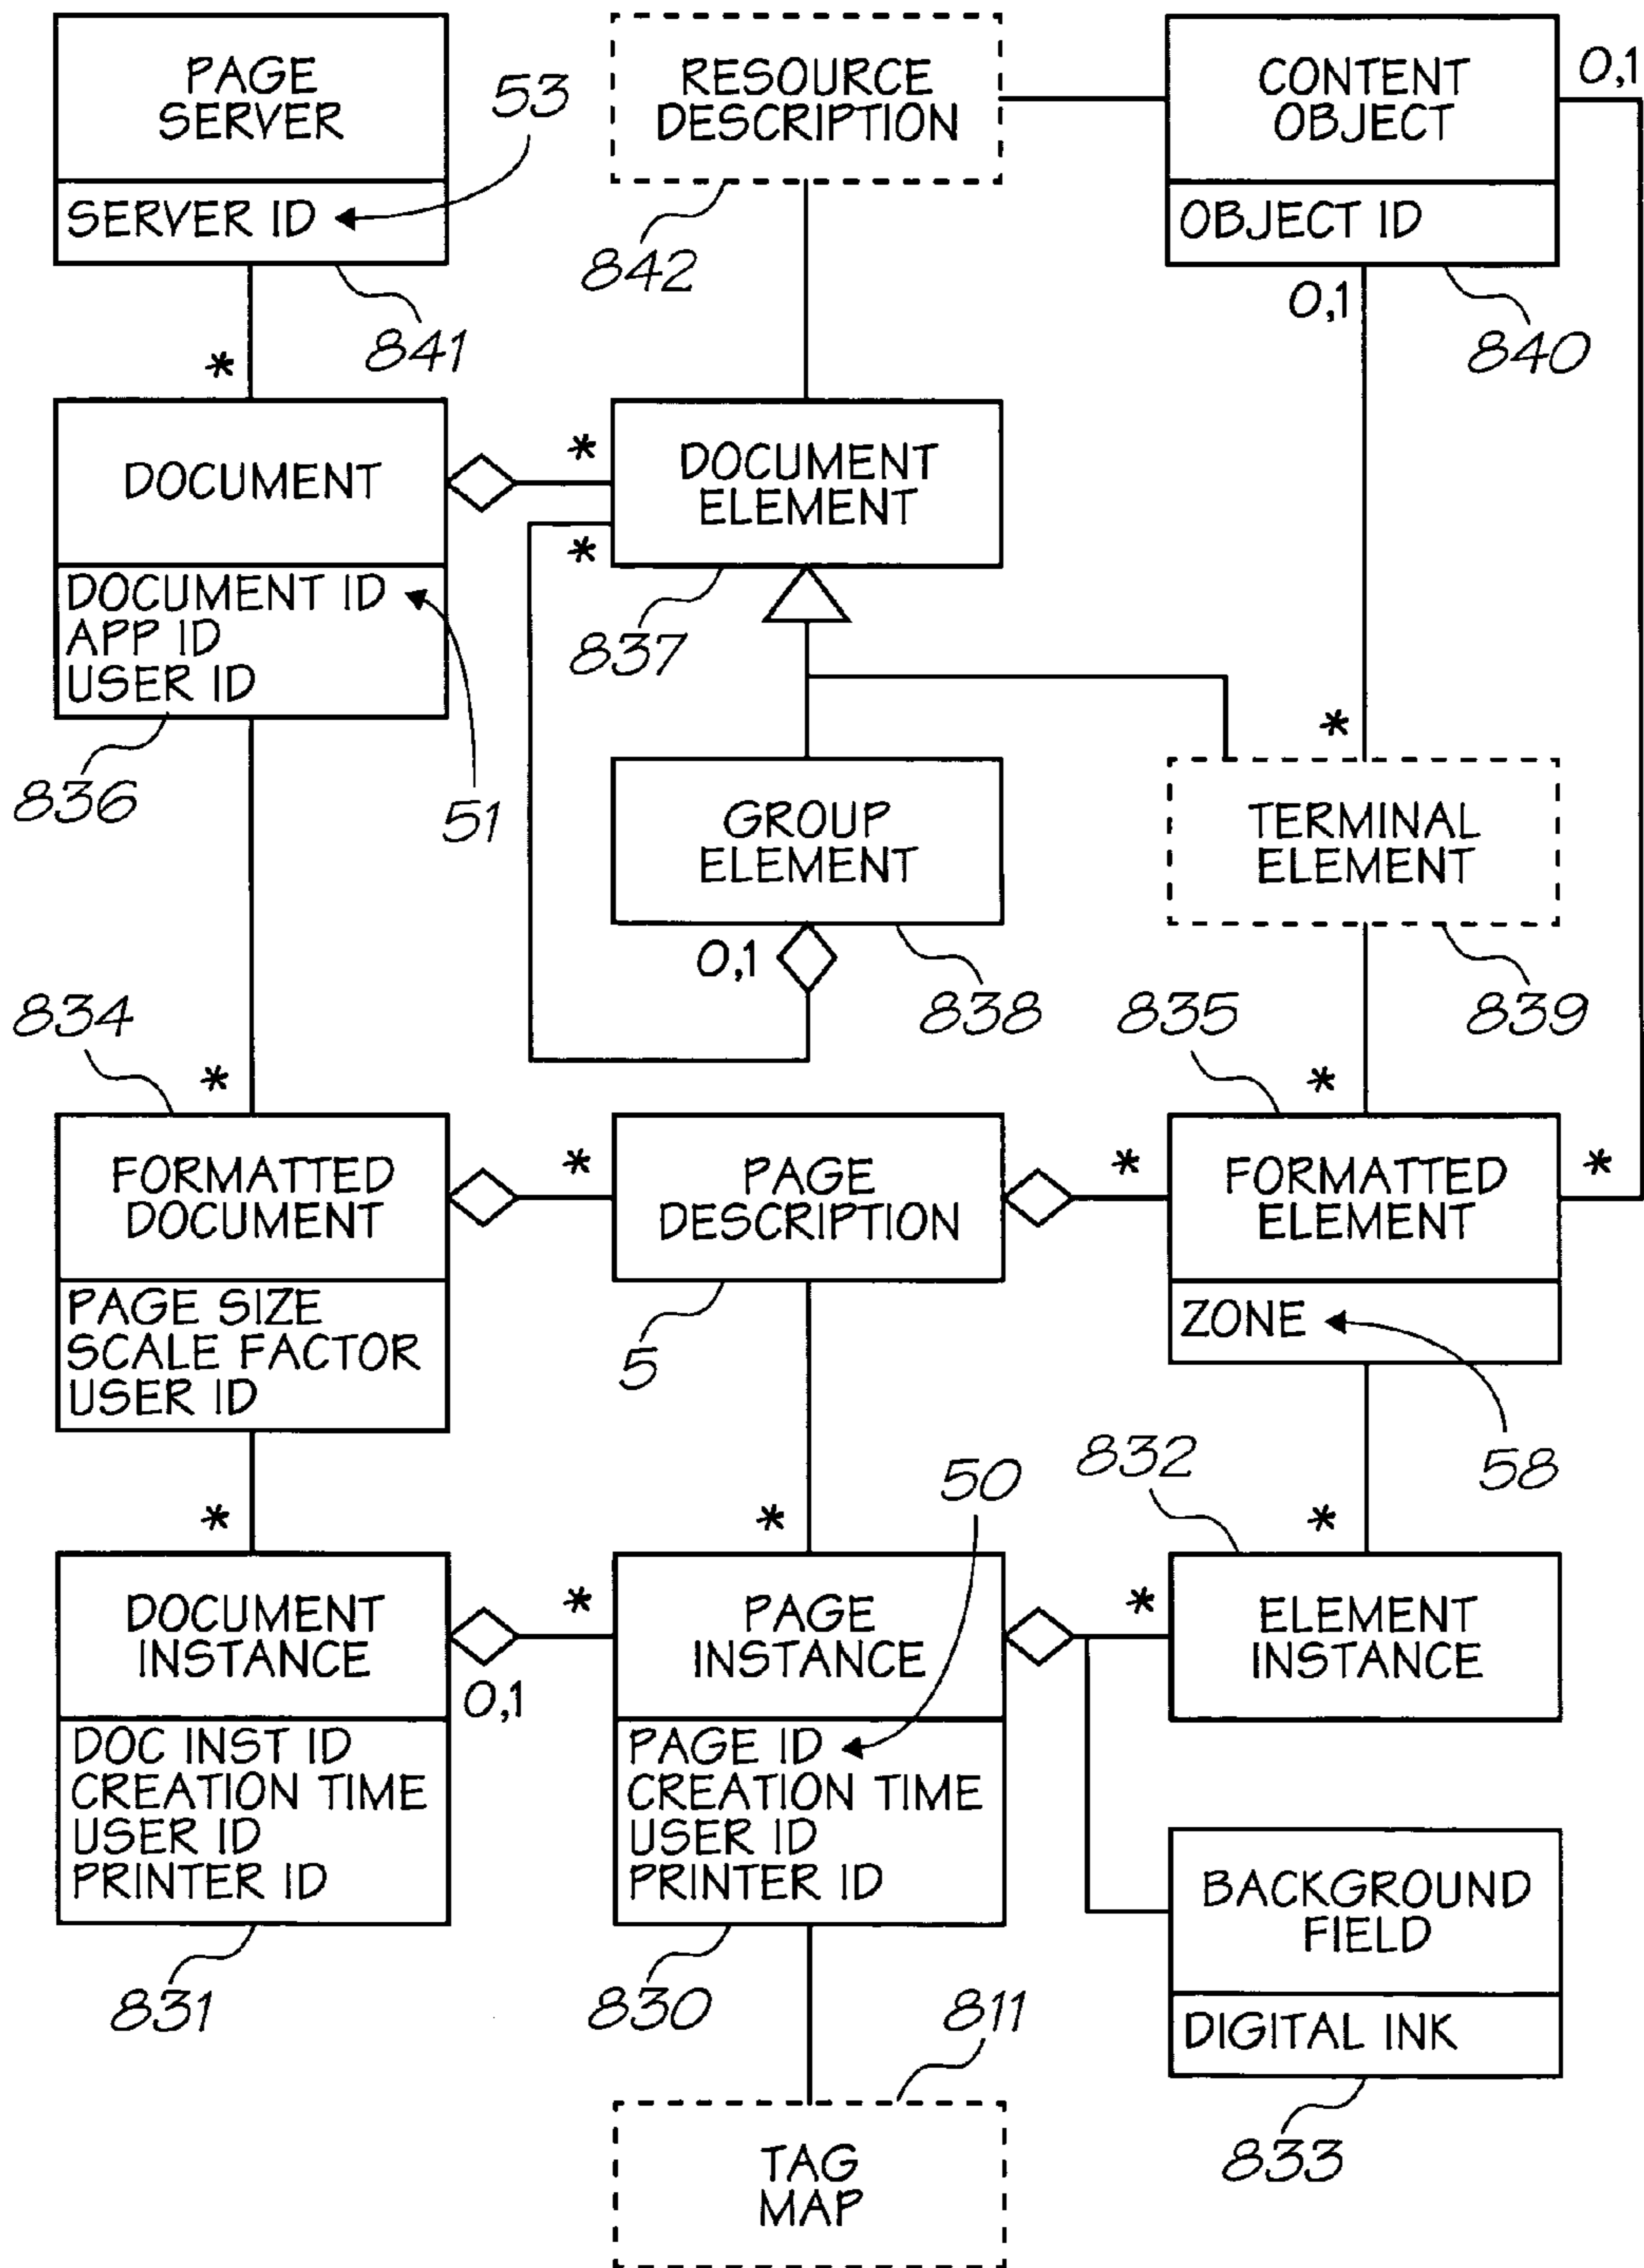 PAGE
SERVER
SERVER ID
53
841
RESOURCE
DESCRIPTION
842
CONTENT
OBJECT
OBJECT ID
0,1
0,1
840
*
DOCUMENT
DOCUMENT ID
APP ID
USER ID
836
51
*
*
DOCUMENT
ELEMENT
837
GROUP
ELEMENT
0,1
838
*
TERMINAL
ELEMENT
839
834
*
FORMATTED
DOCUMENT
PAGE SIZE
SCALE FACTOR
USER ID
*
PAGE
DESCRIPTION
5
835
*
*
*
FORMATTED
ELEMENT
ZONE
58
*
DOCUMENT
INSTANCE
0,1
DOC INST ID
CREATION TIME
USER ID
PRINTER ID
831
*
*
50
PAGE
INSTANCE
PAGE ID
CREATION TIME
USER ID
PRINTER ID
830
832
*
*
ELEMENT
INSTANCE
BACKGROUND
FIELD
DIGITAL INK
833
811
TAG
MAP